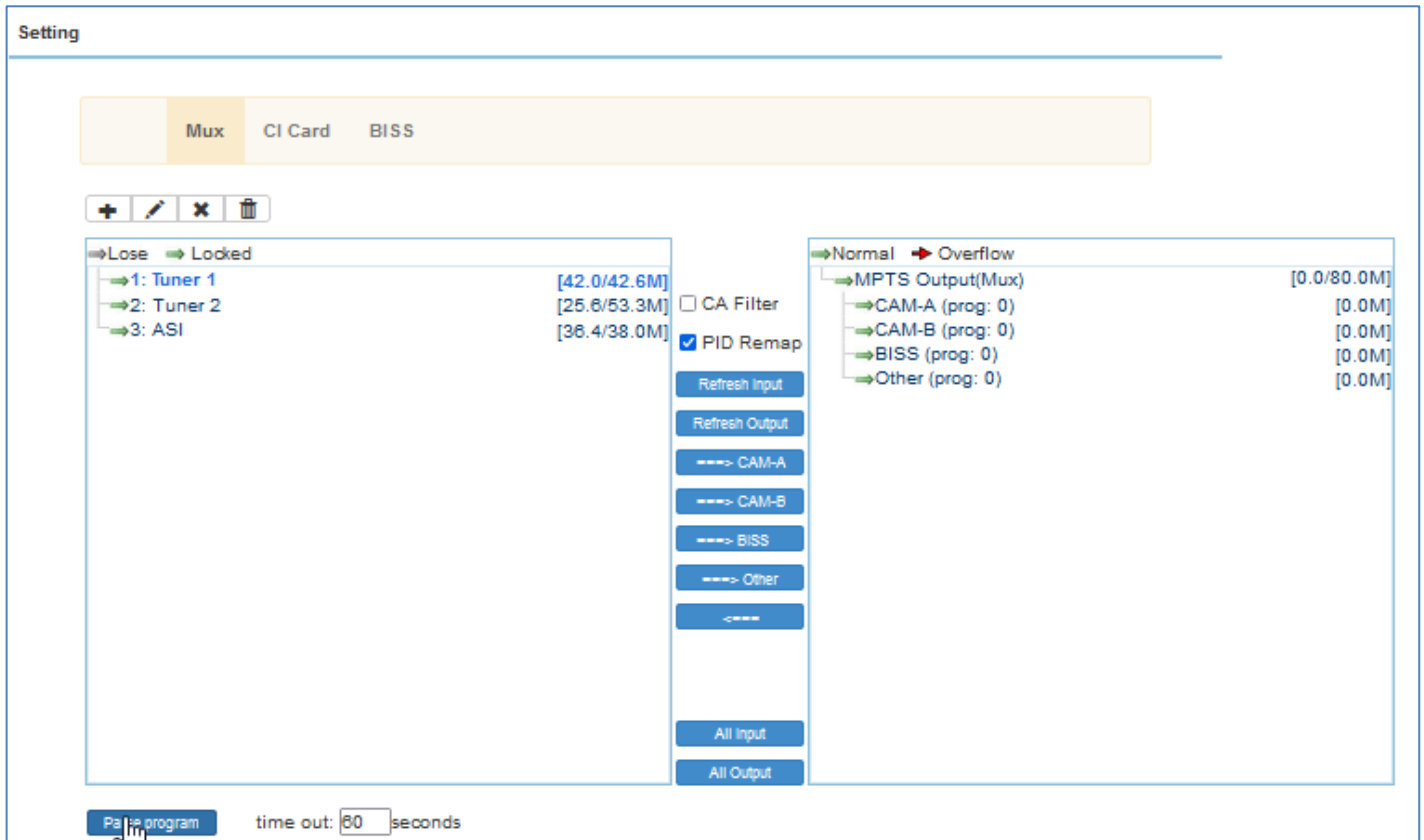 Setting
Mux CI Card BISS
Lose Locked
1: Tuner 1 [42.0/42.6M]
2: Tuner 2 [25.6/53.3M]
3: ASI [36.4/38.0M]
CA Filter
PID Remap
Refresh Input
Refresh Output
===> CAM-A
===> CAM-B
===> BISS
===> Other
<===
All Input
All Output
Normal Overflow
MPTS Output(Mux) [0.0/80.0M]
CAM-A (prog: 0) [0.0M]
CAM-B (prog: 0) [0.0M]
BISS (prog: 0) [0.0M]
Other (prog: 0) [0.0M]
program time out: 60 seconds